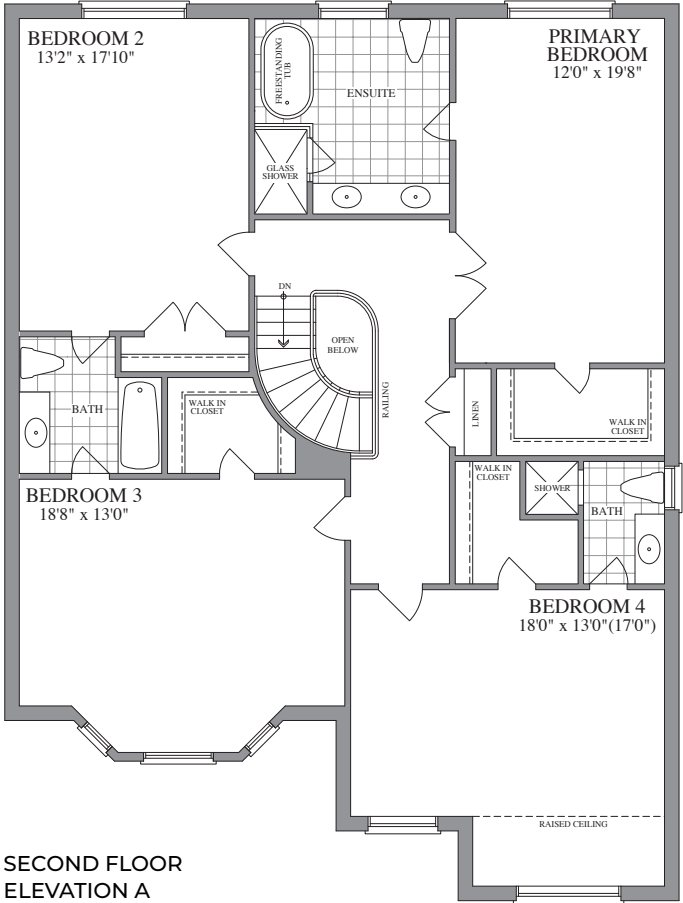 BEDROOM 2
13'2" x 17'10"
FREESTANDING
TUB
ENSUITE
PRIMARY
BEDROOM
12'0" x 19'8"
GLASS
SHOWER
DN
OPEN
BELOW
RAILING
BATH
WALK IN
CLOSET
LINEN
WALK IN
CLOSET
BEDROOM 3
18'8" x 13'0"
WALK IN
CLOSET
SHOWER
BATH
BEDROOM 4
18'0" x 13'0"(17'0")
RAISED CEILING
SECOND FLOOR
ELEVATION A